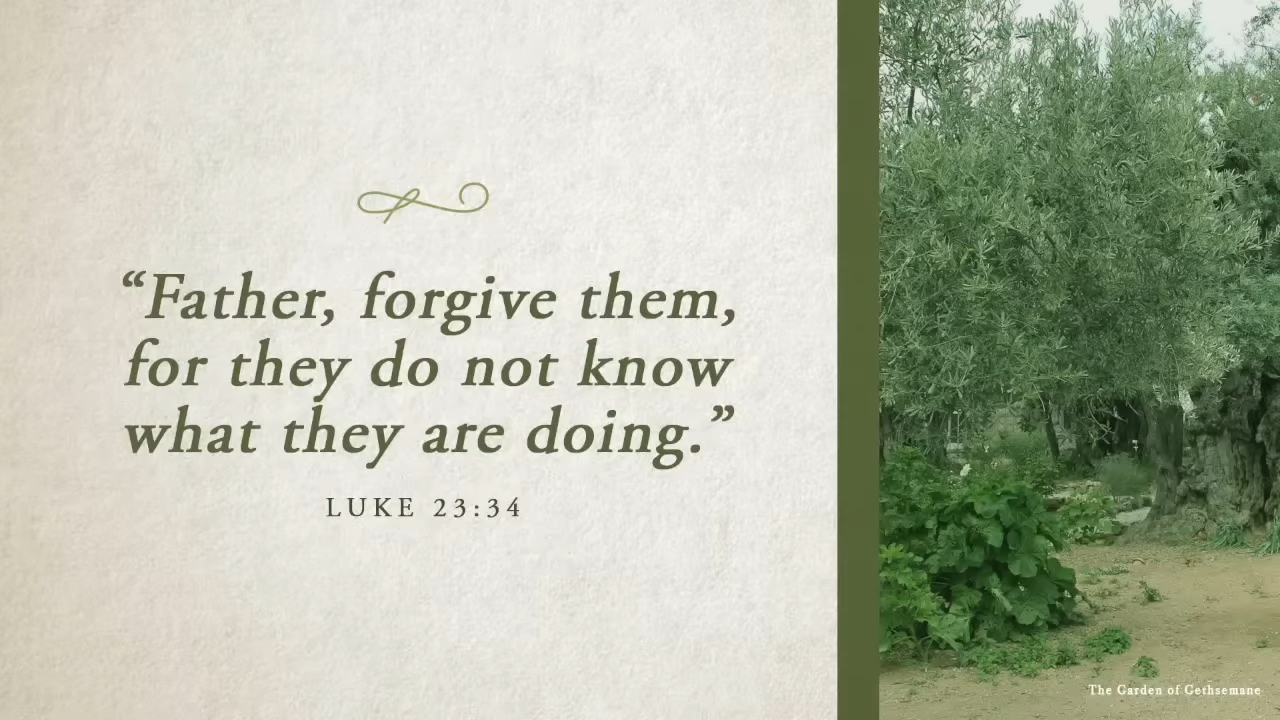 “Father, forgive them,
for they do not know
what they are doing.”
LUKE 23:34
The Garden of Gethsemane